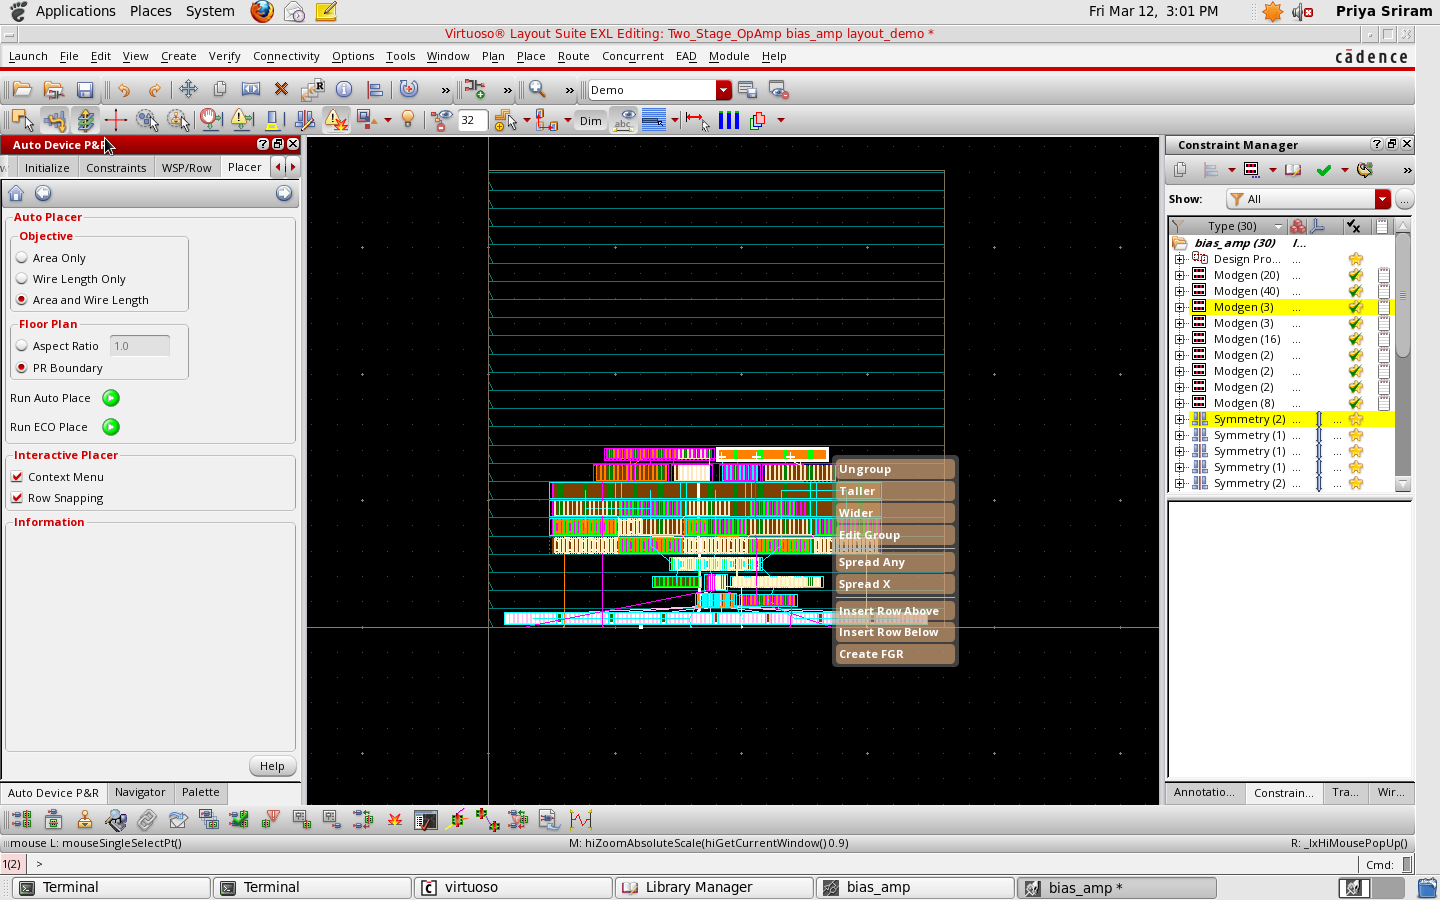 Applications Places System Fri Mar 12, 3:01 PM Priya Sriram
Virtuoso® Layout Suite EXL Editing: Two_Stage_OpAmp bias_amp layout_demo *
Launch File Edit View Create Verify Connectivity Options Tools Window Plan Place Route Concurrent EAD Module Help cādence
» » » Demo
32 Dim abc
Auto Device P&R
Initialize Constraints WSP/Row Placer
Auto Placer
Objective
Area Only
Wire Length Only
Area and Wire Length
Floor Plan
Aspect Ratio 1.0
PR Boundary
Run Auto Place
Run ECO Place
Interactive Placer
Context Menu
Row Snapping
Information
Help
Auto Device P&R Navigator Palette
Ungroup
Taller
Wider
Edit Group
Spread Any
Spread X
Insert Row Above
Insert Row Below
Create FGR
Constraint Manager
»
Show: All ...
Type (30)
bias_amp (30) I...
Design Pro... ...
Modgen (20) ...
Modgen (40) ...
Modgen (3) ...
Modgen (3) ...
Modgen (16) ...
Modgen (2) ...
Modgen (2) ...
Modgen (2) ...
Modgen (8) ...
Symmetry (2) ... ...
Symmetry (1) ... ...
Symmetry (1) ... ...
Symmetry (1) ... ...
Symmetry (2) ... ...
Annotatio... Constrain... Tra... Wir...
mouse L: mouseSingleSelectPt() M: hiZoomAbsoluteScale(hiGetCurrentWindow() 0.9) R: _lxHiMousePopUp()
1(2) > Cmd:
Terminal Terminal virtuoso Library Manager bias_amp bias_amp *